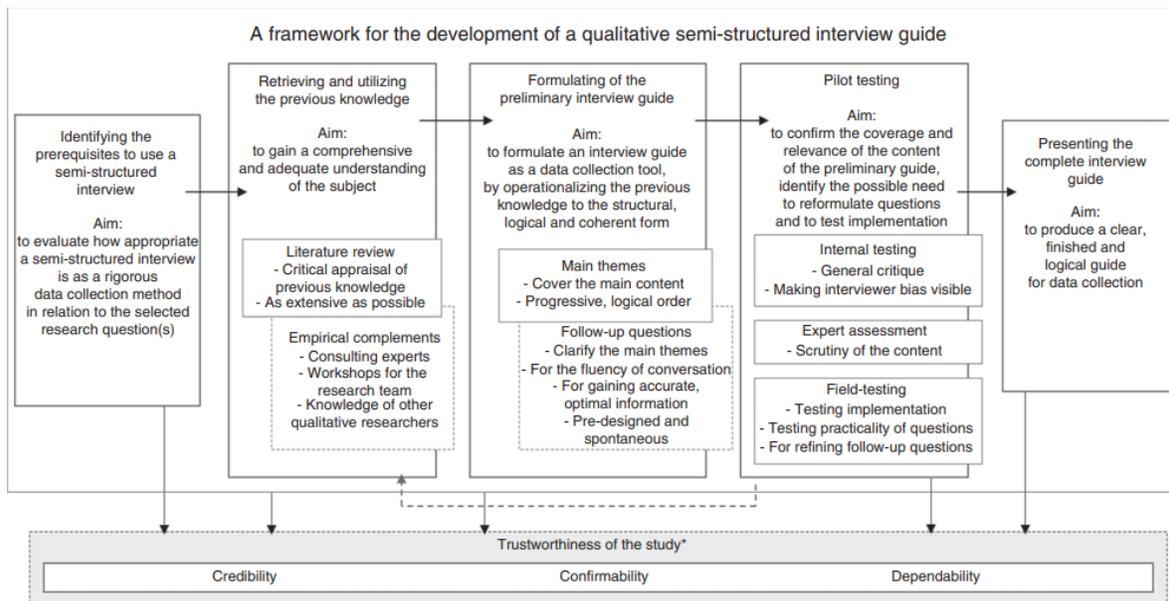 A framework for the development of a qualitative semi-structured interview guide
Identifying the
prerequisites to use a
semi-structured
interview
Aim:
to evaluate how appropriate
a semi-structured interview
is as a rigorous
data collection method
in relation to the selected
research question(s)
Retrieving and utilizing
the previous knowledge
Aim:
to gain a comprehensive
and adequate understanding
of the subject
Literature review
- Critical appraisal of
previous knowledge
- As extensive as possible
Empirical complements
- Consulting experts
- Workshops for the
research team
- Knowledge of other
qualitative researchers
Formulating of the
preliminary interview guide
Aim:
to formulate an interview guide
as a data collection tool,
by operationalizing the previous
knowledge to the structural,
logical and coherent form
Main themes
- Cover the main content
- Progressive, logical order
Follow-up questions
- Clarify the main themes
- For the fluency of conversation
- For gaining accurate,
optimal information
- Pre-designed and
spontaneous
Pilot testing
Aim:
to confirm the coverage and
relevance of the content
of the preliminary guide,
identify the possible need
to reformulate questions
and to test implementation
Internal testing
- General critique
- Making interviewer bias visible
Expert assessment
- Scrutiny of the content
Field-testing
- Testing implementation
- Testing practicality of questions
- For refining follow-up questions
Presenting the
complete interview
guide
Aim:
to produce a clear,
finished and
logical guide
for data collection
Trustworthiness of the study*
Credibility
Confirmability
Dependability